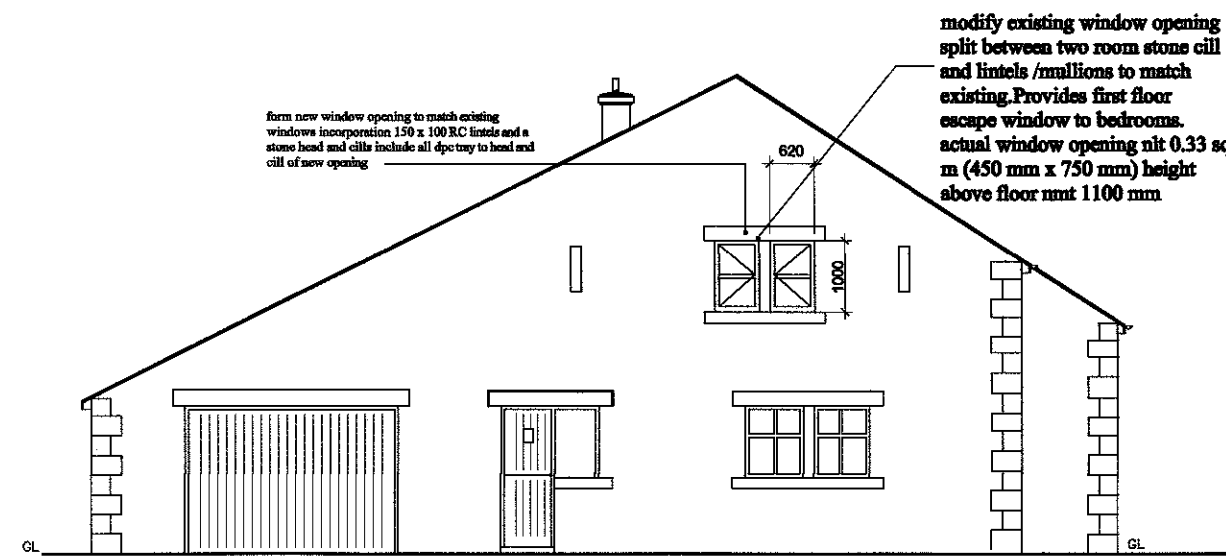 modify existing window opening
split between two room stone cill
and lintels /mullions to match
existing.Provides first floor
escape window to bedrooms.
actual window opening nlt 0.33 sq
m (450 mm x 750 mm) height
above floor nmt 1100 mm
form new window opening to match existing
windows incorporation 150 x 100 RC lintels and a
stone head and cills include all dpc tray to head and
cill of new opening
620
1000
GL
GL